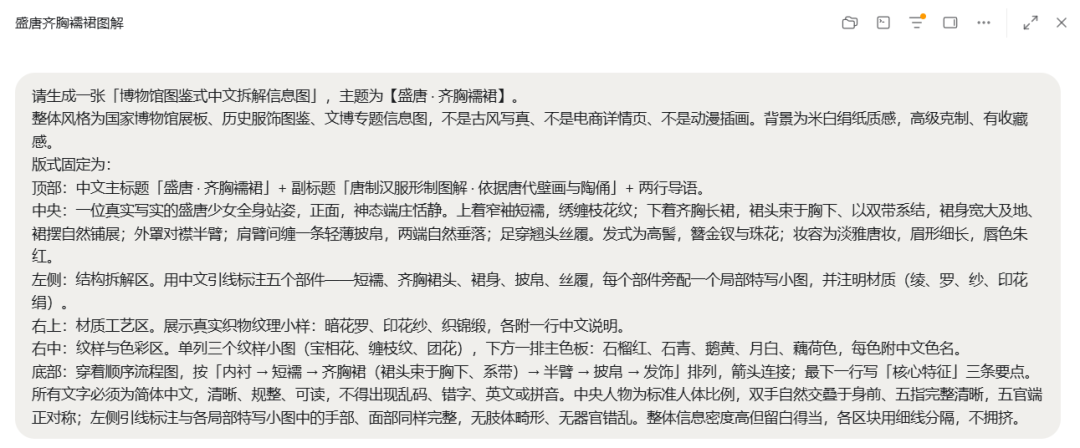 盛唐齐胸襦裙图解
请生成一张「博物馆图鉴式中文拆解信息图」，主题为【盛唐 · 齐胸襦裙】。
整体风格为国家博物馆展板、历史服饰图鉴、文博专题信息图，不是古风写真、不是电商详情页、不是动漫插画。背景为米白绢纸质感，高级克制、有收藏
感。
版式固定为：
顶部：中文主标题「盛唐 · 齐胸襦裙」+ 副标题「唐制汉服形制图解 · 依据唐代壁画与陶俑」+ 两行导语。
中央：一位真实写实的盛唐少女全身站姿，正面，神态端庄恬静。上着窄袖短襦，绣缠枝花纹；下着齐胸长裙，裙头束于胸下、以双带系结，裙身宽大及地、
裙摆自然铺展；外罩对襟半臂；肩臂间缠一条轻薄披帛，两端自然垂落；足穿翘头丝履。发式为高髻，簪金钗与珠花；妆容为淡雅唐妆，眉形细长，唇色朱
红。
左侧：结构拆解区。用中文引线标注五个部件——短襦、齐胸裙头、裙身、披帛、丝履，每个部件旁配一个局部特写小图，并注明材质（绫、罗、纱、印花
绢）。
右上：材质工艺区。展示真实织物纹理小样：暗花罗、印花纱、织锦缎，各附一行中文说明。
右中：纹样与色彩区。单列三个纹样小图（宝相花、缠枝纹、团花），下方一排主色板：石榴红、石青、鹅黄、月白、藕荷色，每色附中文色名。
底部：穿着顺序流程图，按「内衬 → 短襦 → 齐胸裙（裙头束于胸下、系带）→ 半臂 → 披帛 → 发饰」排列，箭头连接；最下一行写「核心特征」三条要点。
所有文字必须为简体中文，清晰、规整、可读，不得出现乱码、错字、英文或拼音。中央人物为标准人体比例，双手自然交叠于身前、五指完整清晰，五官端
正对称；左侧引线标注与各局部特写小图中的手部、面部同样完整，无肢体畸形、无器官错乱。整体信息密度高但留白得当，各区块用细线分隔，不拥挤。